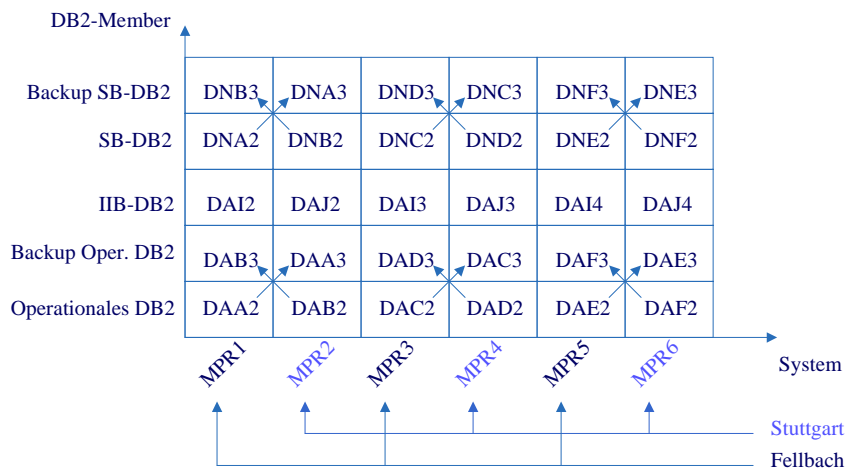 DB2-Member
Backup SB-DB2 DNB3 DNA3 DND3 DNC3 DNF3 DNE3
SB-DB2 DNA2 DNB2 DNC2 DND2 DNE2 DNF2
IIB-DB2 DAI2 DAJ2 DAI3 DAJ3 DAI4 DAJ4
Backup Oper. DB2 DAB3 DAA3 DAD3 DAC3 DAF3 DAE3
Operationales DB2 DAA2 DAB2 DAC2 DAD2 DAE2 DAF2
MPR1 MPR2 MPR3 MPR4 MPR5 MPR6 System
Stuttgart
Fellbach